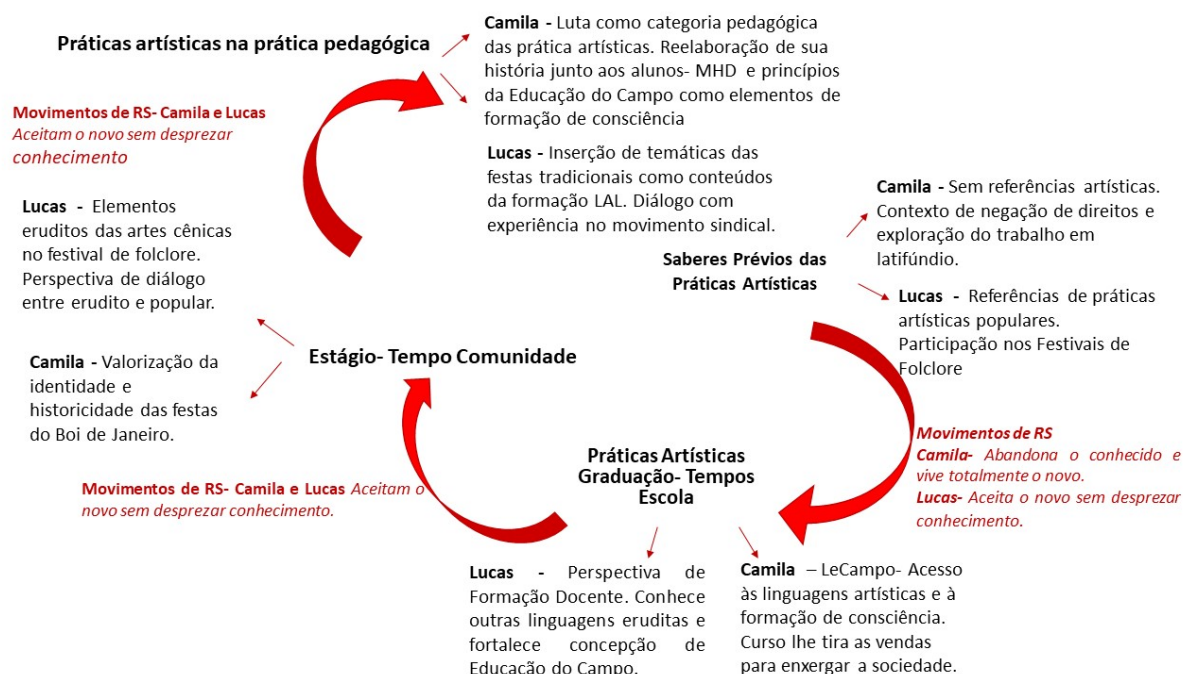 Práticas artísticas na prática pedagógica
Camila - Luta como categoria pedagógica
das prática artísticas. Reelaboração de sua
história junto aos alunos- MHD e princípios
da Educação do Campo como elementos de
formação de consciência
Lucas - Inserção de temáticas das
festas tradicionais como conteúdos
da formação LAL. Diálogo com
experiência no movimento sindical.
Movimentos de RS- Camila e Lucas
Aceitam o novo sem desprezar
conhecimento
Lucas - Elementos
eruditos das artes cênicas
no festival de folclore.
Perspectiva de diálogo
entre erudito e popular.
Camila - Valorização da
identidade e
historicidade das festas
do Boi de Janeiro.
Estágio- Tempo Comunidade
Saberes Prévios das
Práticas Artísticas
Camila - Sem referências artísticas.
Contexto de negação de direitos e
exploração do trabalho em
latifúndio.
Lucas - Referências de práticas
artísticas populares.
Participação nos Festivais de
Folclore
Movimentos de RS
Camila- Abandona o conhecido e
vive totalmente o novo.
Lucas- Aceita o novo sem desprezar
conhecimento.
Práticas Artísticas
Graduação- Tempos
Escola
Movimentos de RS- Camila e Lucas Aceitam o
novo sem desprezar conhecimento.
Lucas - Perspectiva de
Formação Docente. Conhece
outras linguagens eruditas e
fortalece concepção de
Educação do Campo.
Camila – LeCampo- Acesso
às linguagens artísticas e à
formação de consciência.
Curso lhe tira as vendas
para enxergar a sociedade.